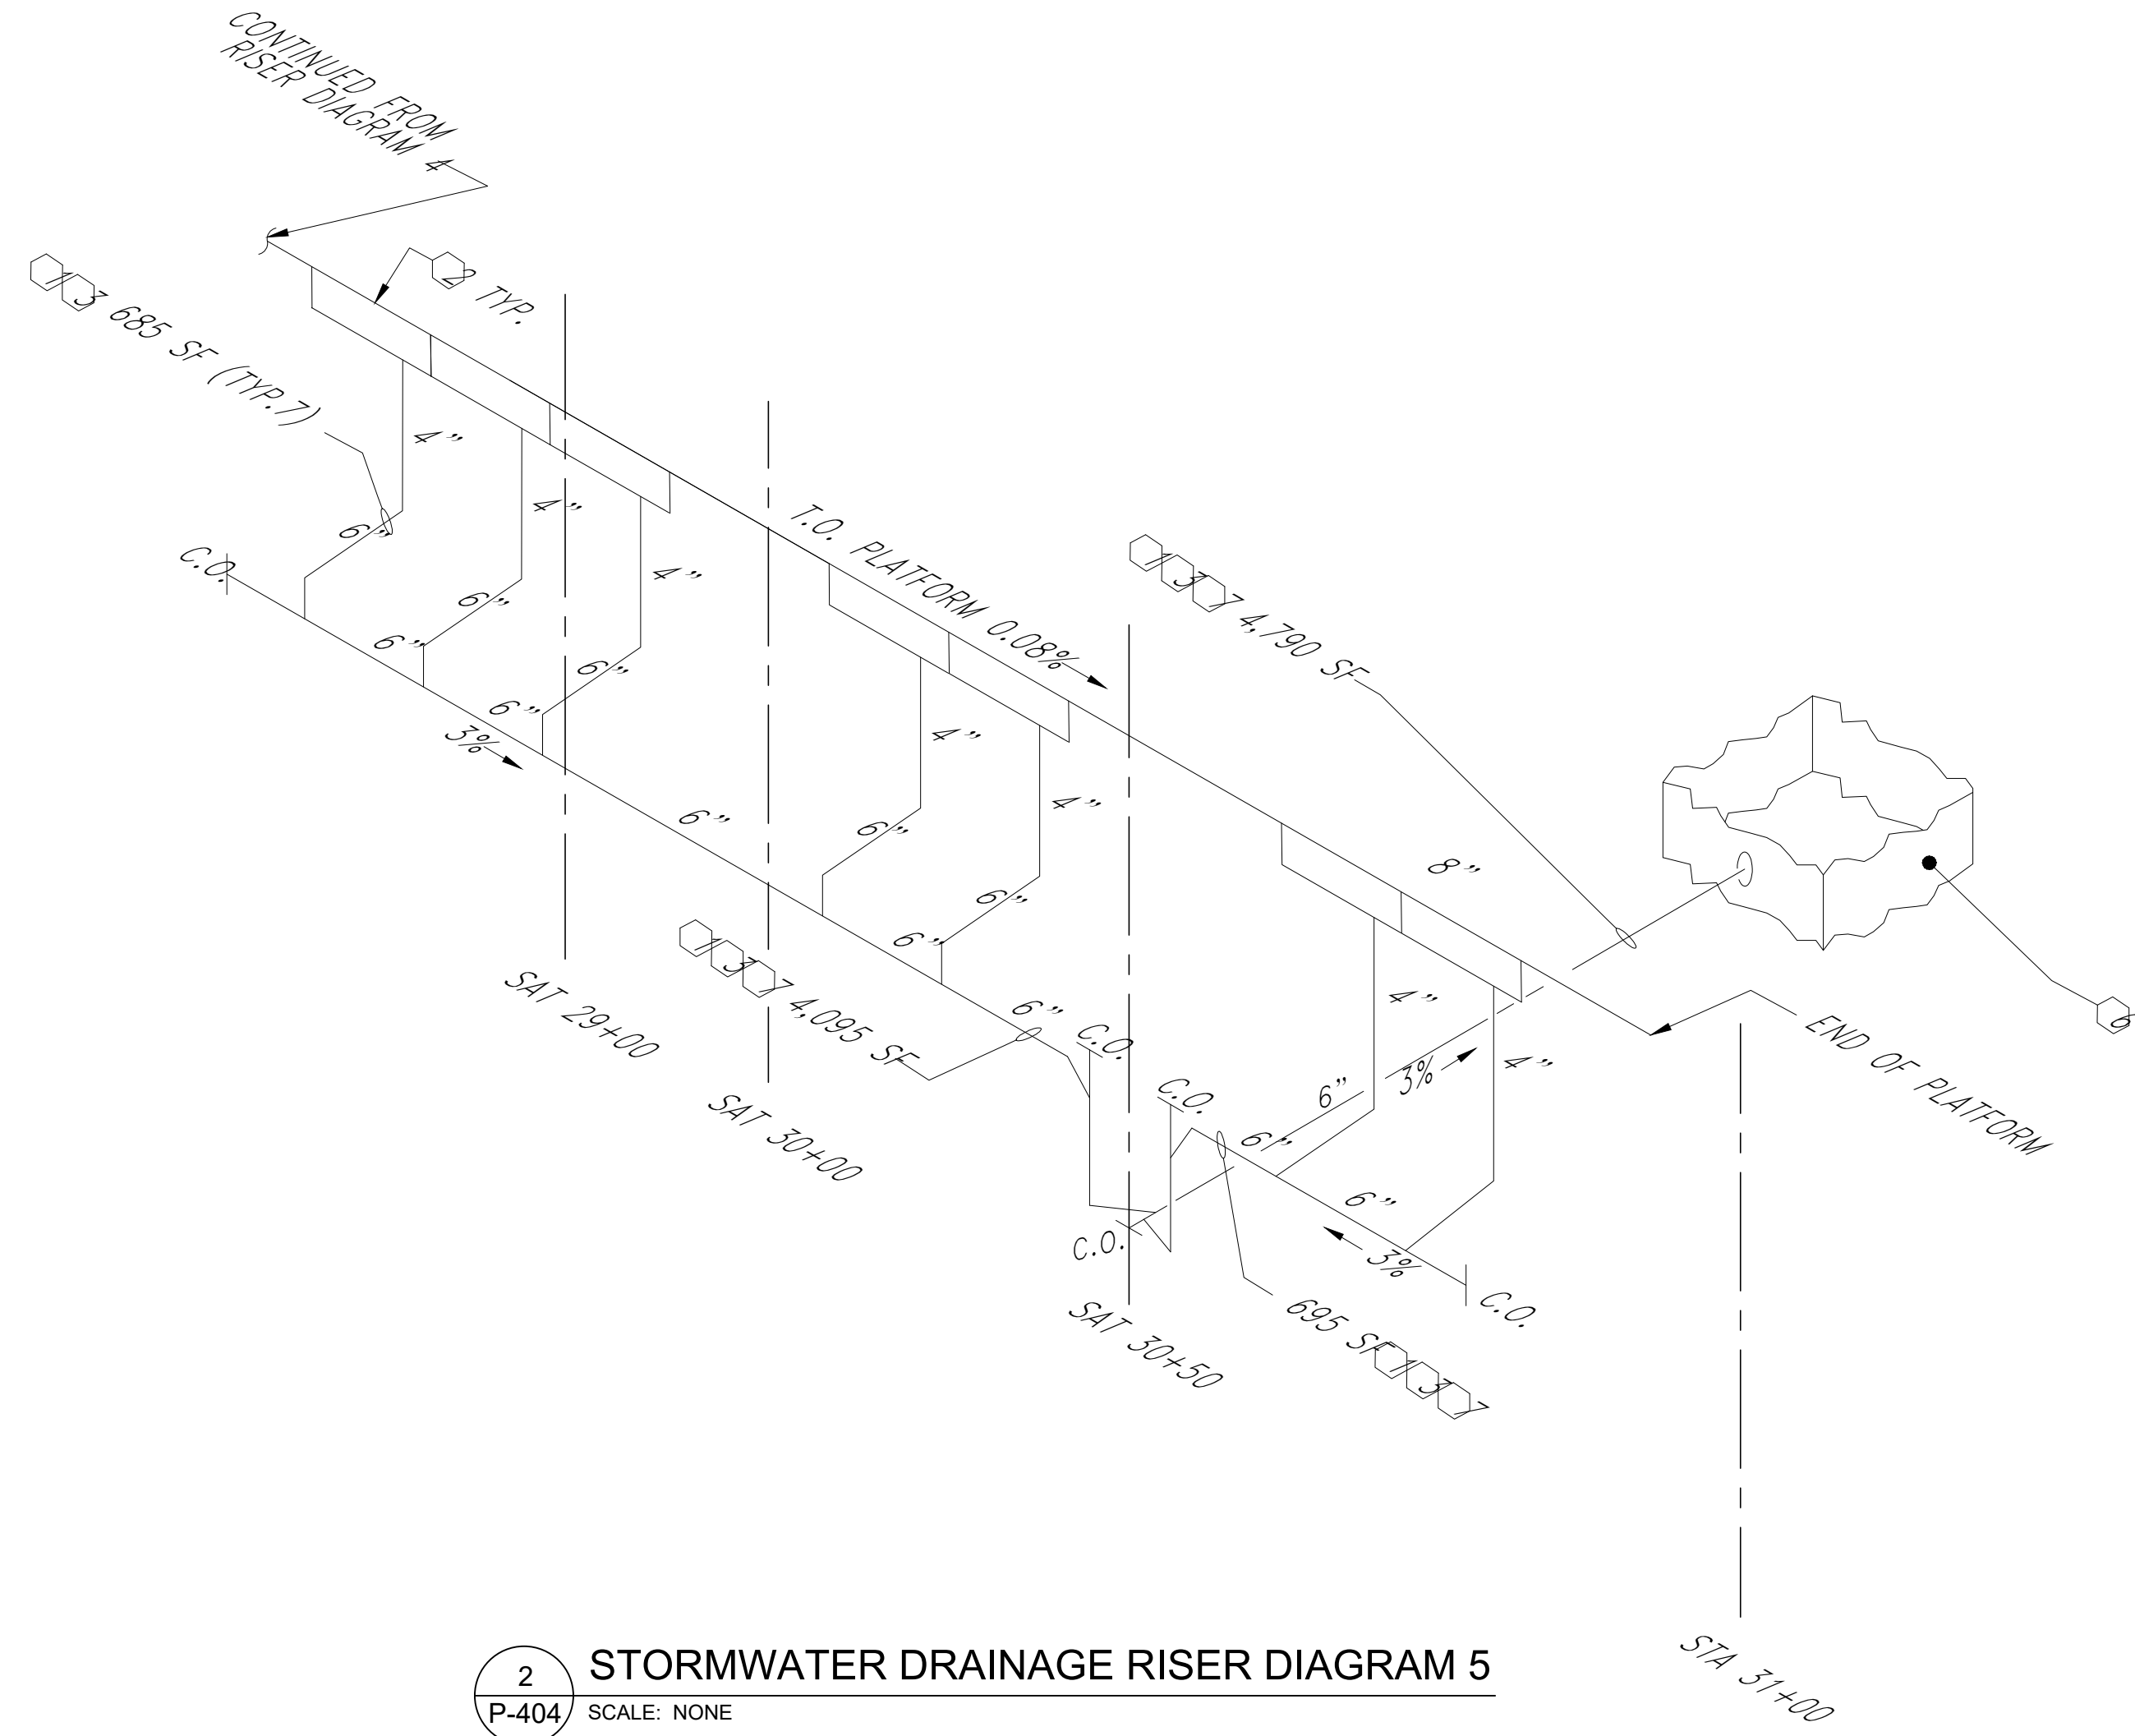 CONTINUED FROM
RISER DIAGRAM 4
2 TYP.
1 3 685 SF (TYP.7)
4"
4"
4"
6"
6"
6"
C.O.
6"
6"
3%
T.O. PLATFORM 0.08%
1 3 7 4,790 SF
6"
4"
4"
6"
6"
6"
8"
1 3 7 4,095 SF
6"
C.O.
C.O.
SAT 29+00
SAT 30+00
4"
4"
6"
3%
6"
6"
END OF PLATFORM
6
C.O.
3%
C.O.
SAT 30+50
695 SF 1 3 7
STA 31+00
2
P-404
STORMWATER DRAINAGE RISER DIAGRAM 5
SCALE: NONE